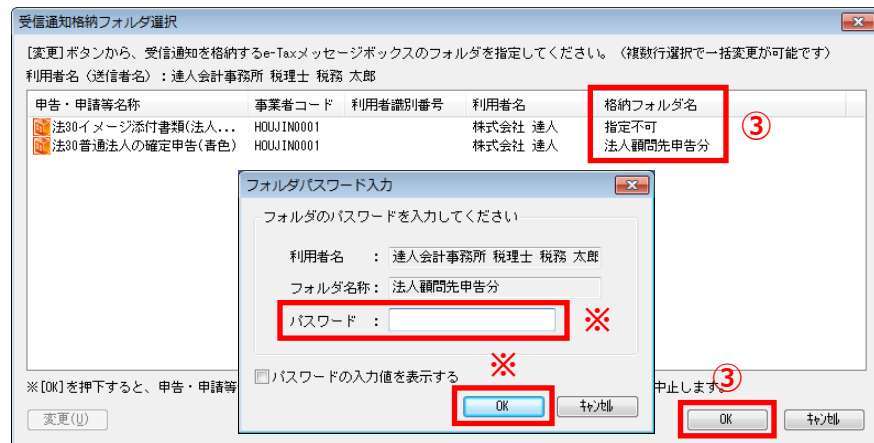 受信通知格納フォルダ選択
[変更]ボタンから、受信通知を格納するe-Taxメッセージボックスのフォルダを指定してください。（複数行選択で一括変更が可能です）
利用者名（送信者名）：達人会計事務所 税理士 税務 太郎
申告・申請等名称 事業者コード 利用者識別番号 利用者名 格納フォルダ名
法30イメージ添付書類(法人... HOUJIN0001 株式会社 達人 指定不可
③
法30普通法人の確定申告(青色) HOUJIN0001 株式会社 達人 法人顧問先申告分
フォルダパスワード入力
フォルダのパスワードを入力してください
利用者名 ： 達人会計事務所 税理士 税務 太郎
フォルダ名称： 法人顧問先申告分
パスワード ： ※
パスワードの入力値を表示する ※
※[OK]を押下すると、申告・申請等 中止します。 ③
OK ｷｬﾝｾﾙ
変更(U) OK ｷｬﾝｾﾙ